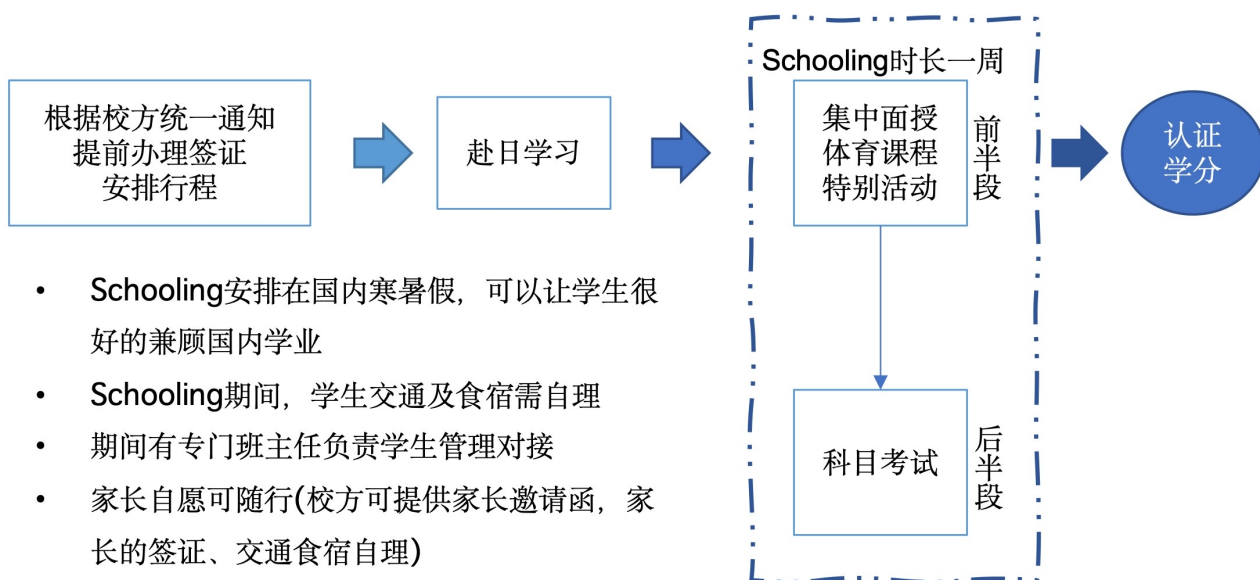 Schooling时长一周
根据校方统一通知
提前办理签证
安排行程
赴日学习
集中面授
体育课程
特别活动
前半段
认证
学分
科目考试
后半段
• Schooling安排在国内寒暑假，可以让学生很
好的兼顾国内学业
• Schooling期间，学生交通及食宿需自理
• 期间有专门班主任负责学生管理对接
• 家长自愿可随行(校方可提供家长邀请函，家
长的签证、交通食宿自理)